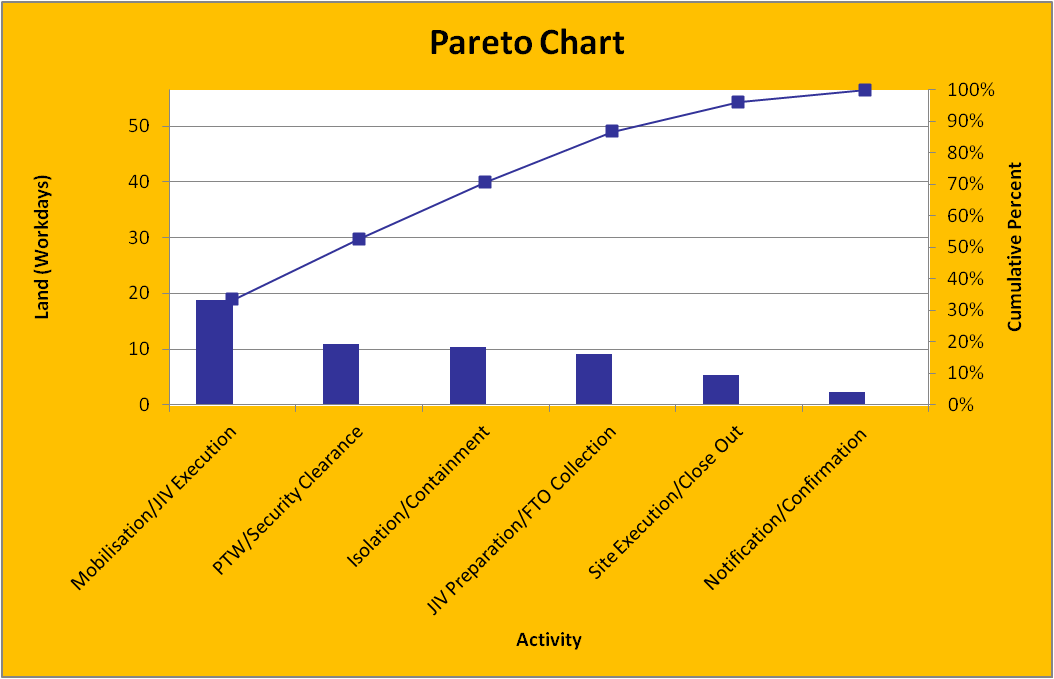 Pareto Chart
Land (Workdays)
50
40
30
20
10
0
100%
90%
80%
70%
60%
50%
40%
30%
20%
10%
0%
Cumulative Percent
Mobilisation/JIV Execution
PTW/Security Clearance
Isolation/Containment
JIV Preparation/FTO Collection
Site Execution/Close Out
Notification/Confirmation
Activity